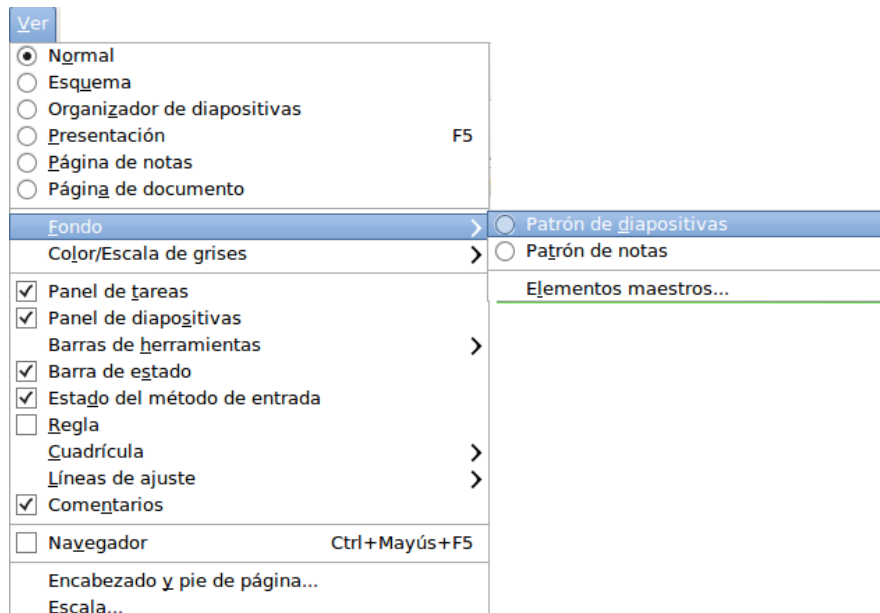 Ver
Normal
Esquema
Organizador de diapositivas
Presentación F5
Página de notas
Página de documento
Fondo
Patrón de diapositivas
Color/Escala de grises
Patrón de notas
Elementos maestros...
Panel de tareas
Panel de diapositivas
Barras de herramientas
Barra de estado
Estado del método de entrada
Regla
Cuadrícula
Líneas de ajuste
Comentarios
Navegador Ctrl+Mayús+F5
Encabezado y pie de página...
Escala...